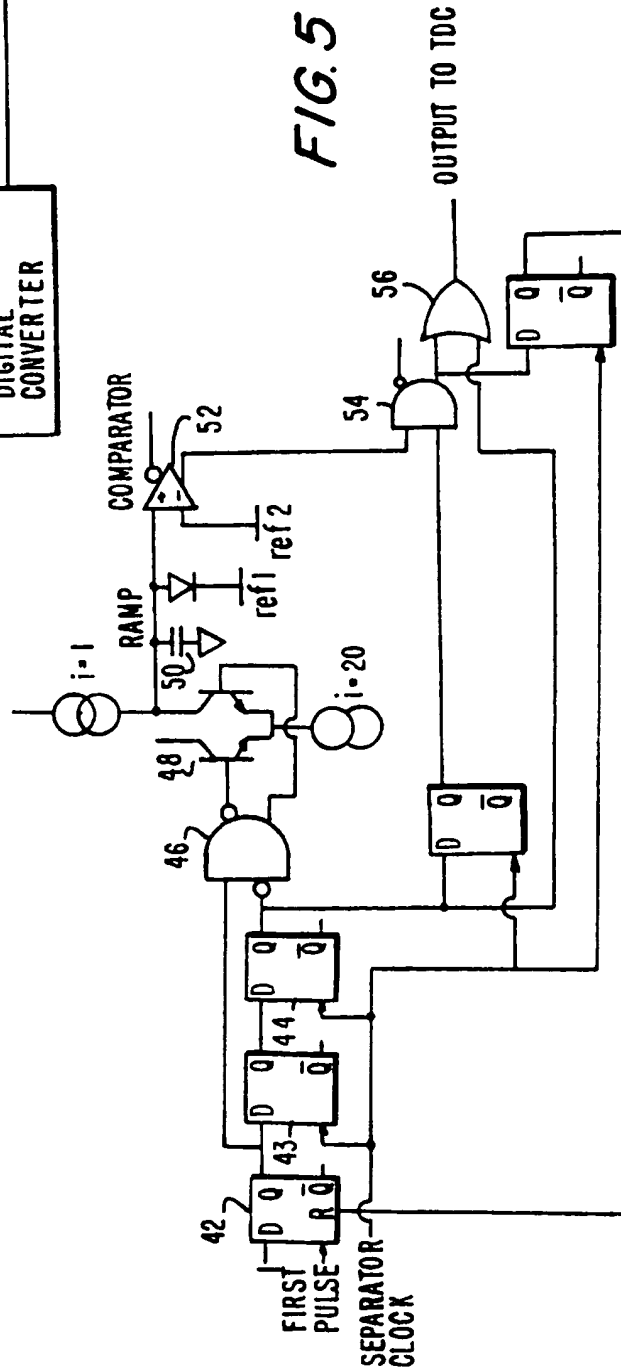 DIGITAL
CONVERTER
FIG. 5
OUTPUT TO TDC
COMPARATOR
52
+
−
ref2
RAMP
ref1
i=1
50
48
i=20
46
54
56
D Q
Q̅
D Q
Q̅
D Q
Q̅
44
D Q
Q̅
43
42
D Q
R Q̅
FIRST
PULSE
SEPARATOR
CLOCK